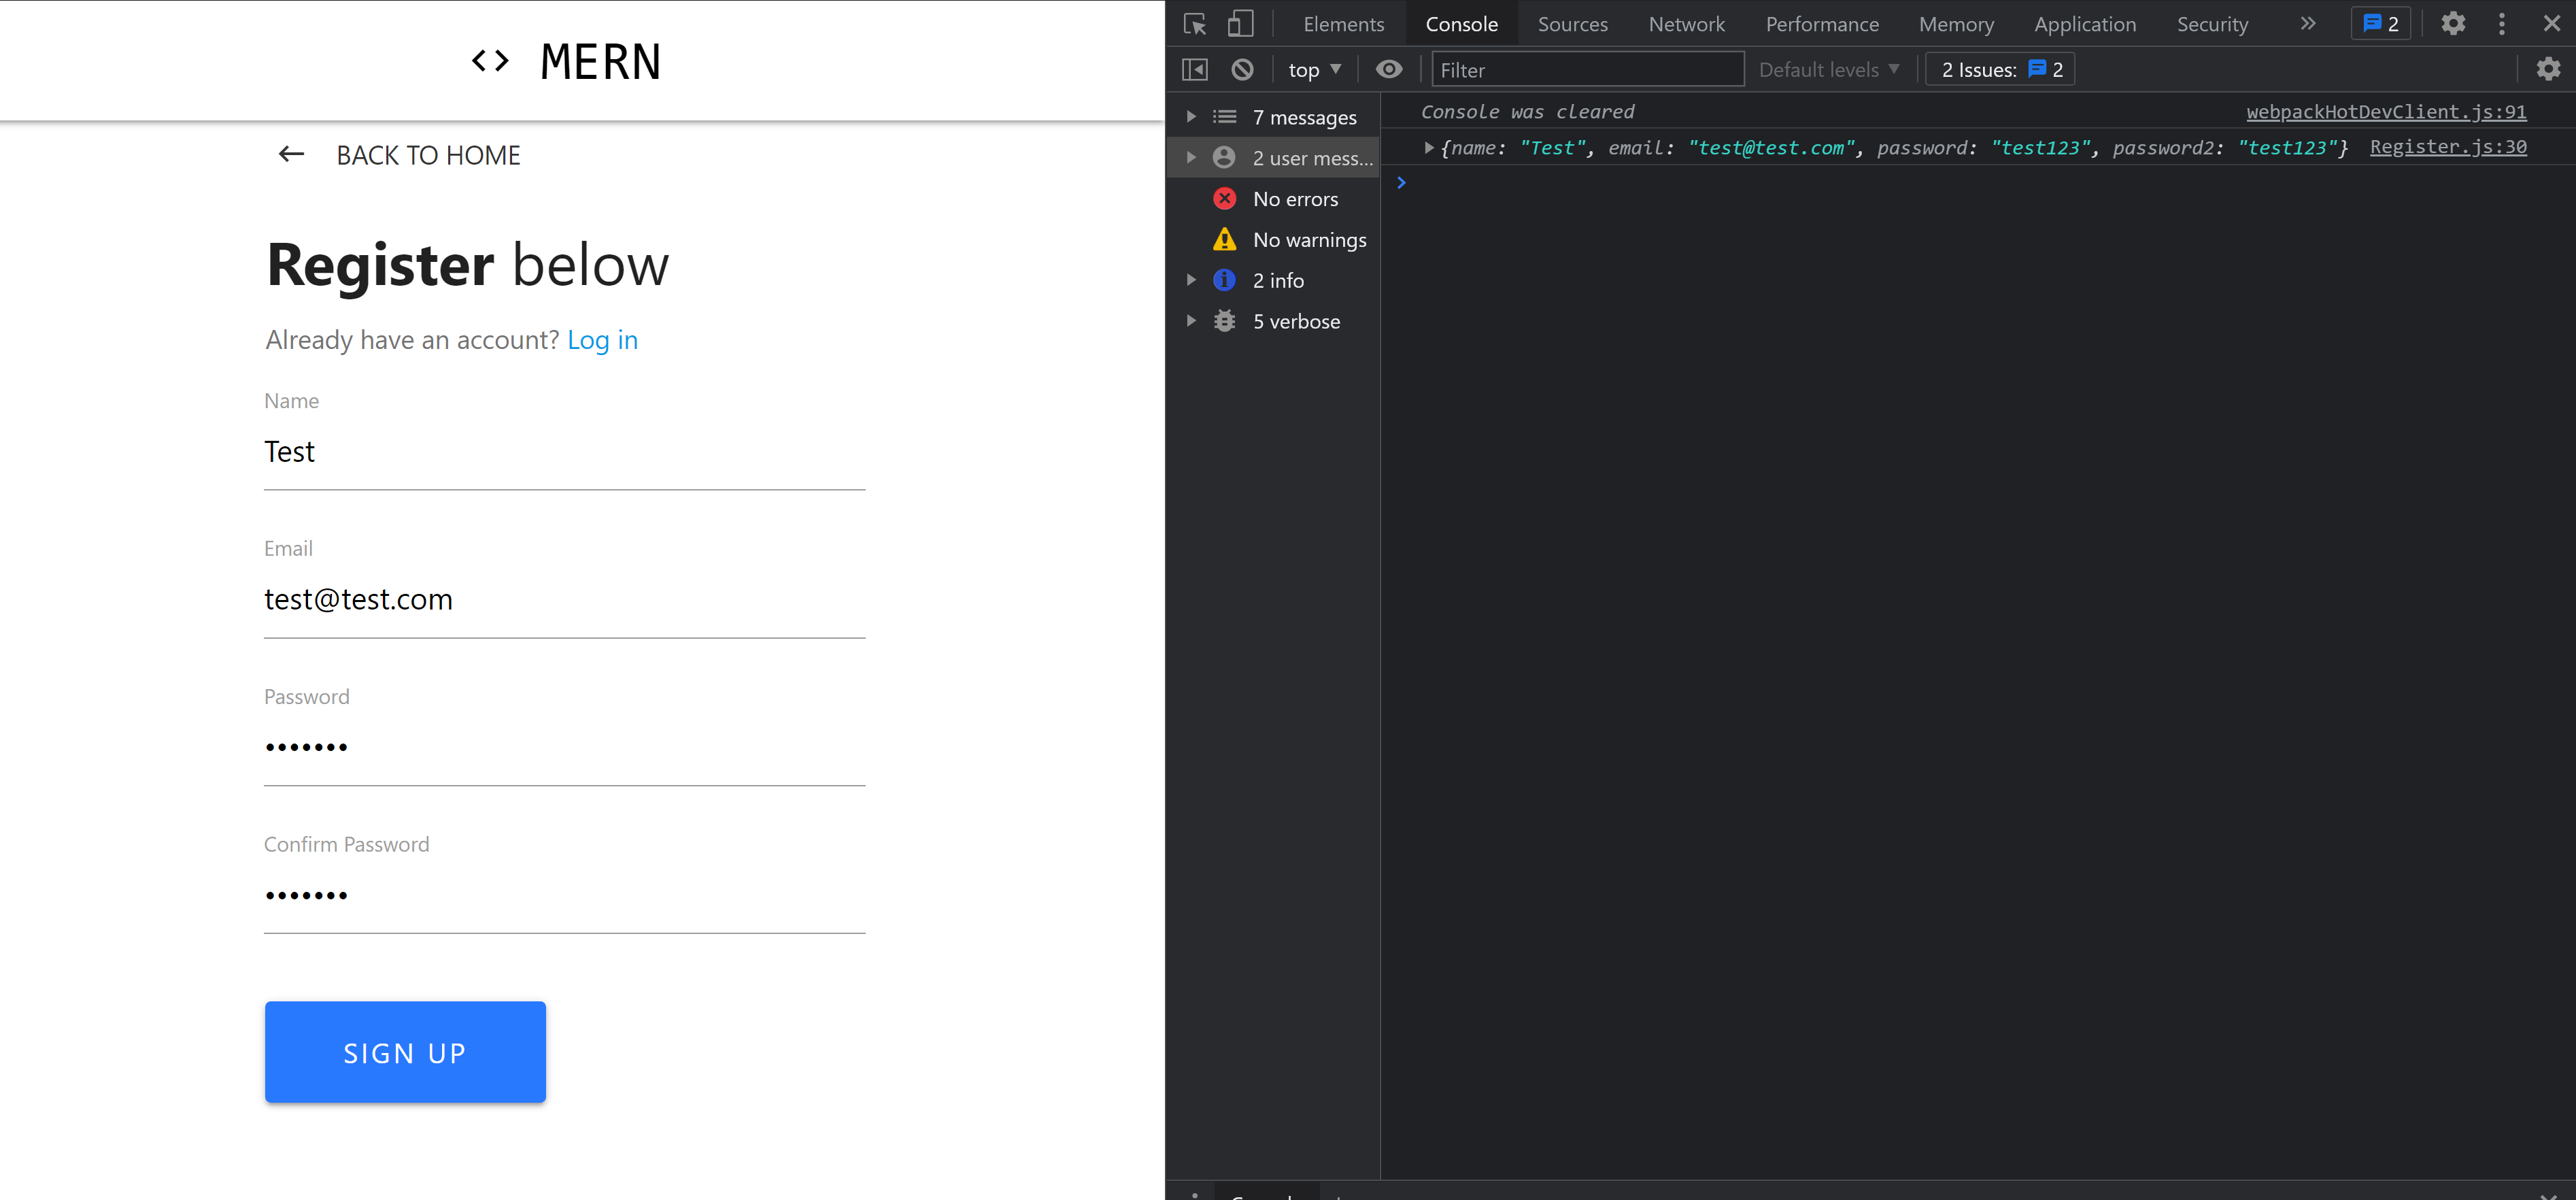 <> MERN
← BACK TO HOME
Register below
Already have an account? Log in
Name
Test
Email
test@test.com
Password
•••••••
Confirm Password
•••••••
SIGN UP
Elements Console Sources Network Performance Memory Application Security » 2
top Filter Default levels 2 Issues: 2
7 messages
2 user mess...
No errors
No warnings
2 info
5 verbose
Console was cleared webpackHotDevClient.js:91
{name: "Test", email: "test@test.com", password: "test123", password2: "test123"} Register.js:30
>